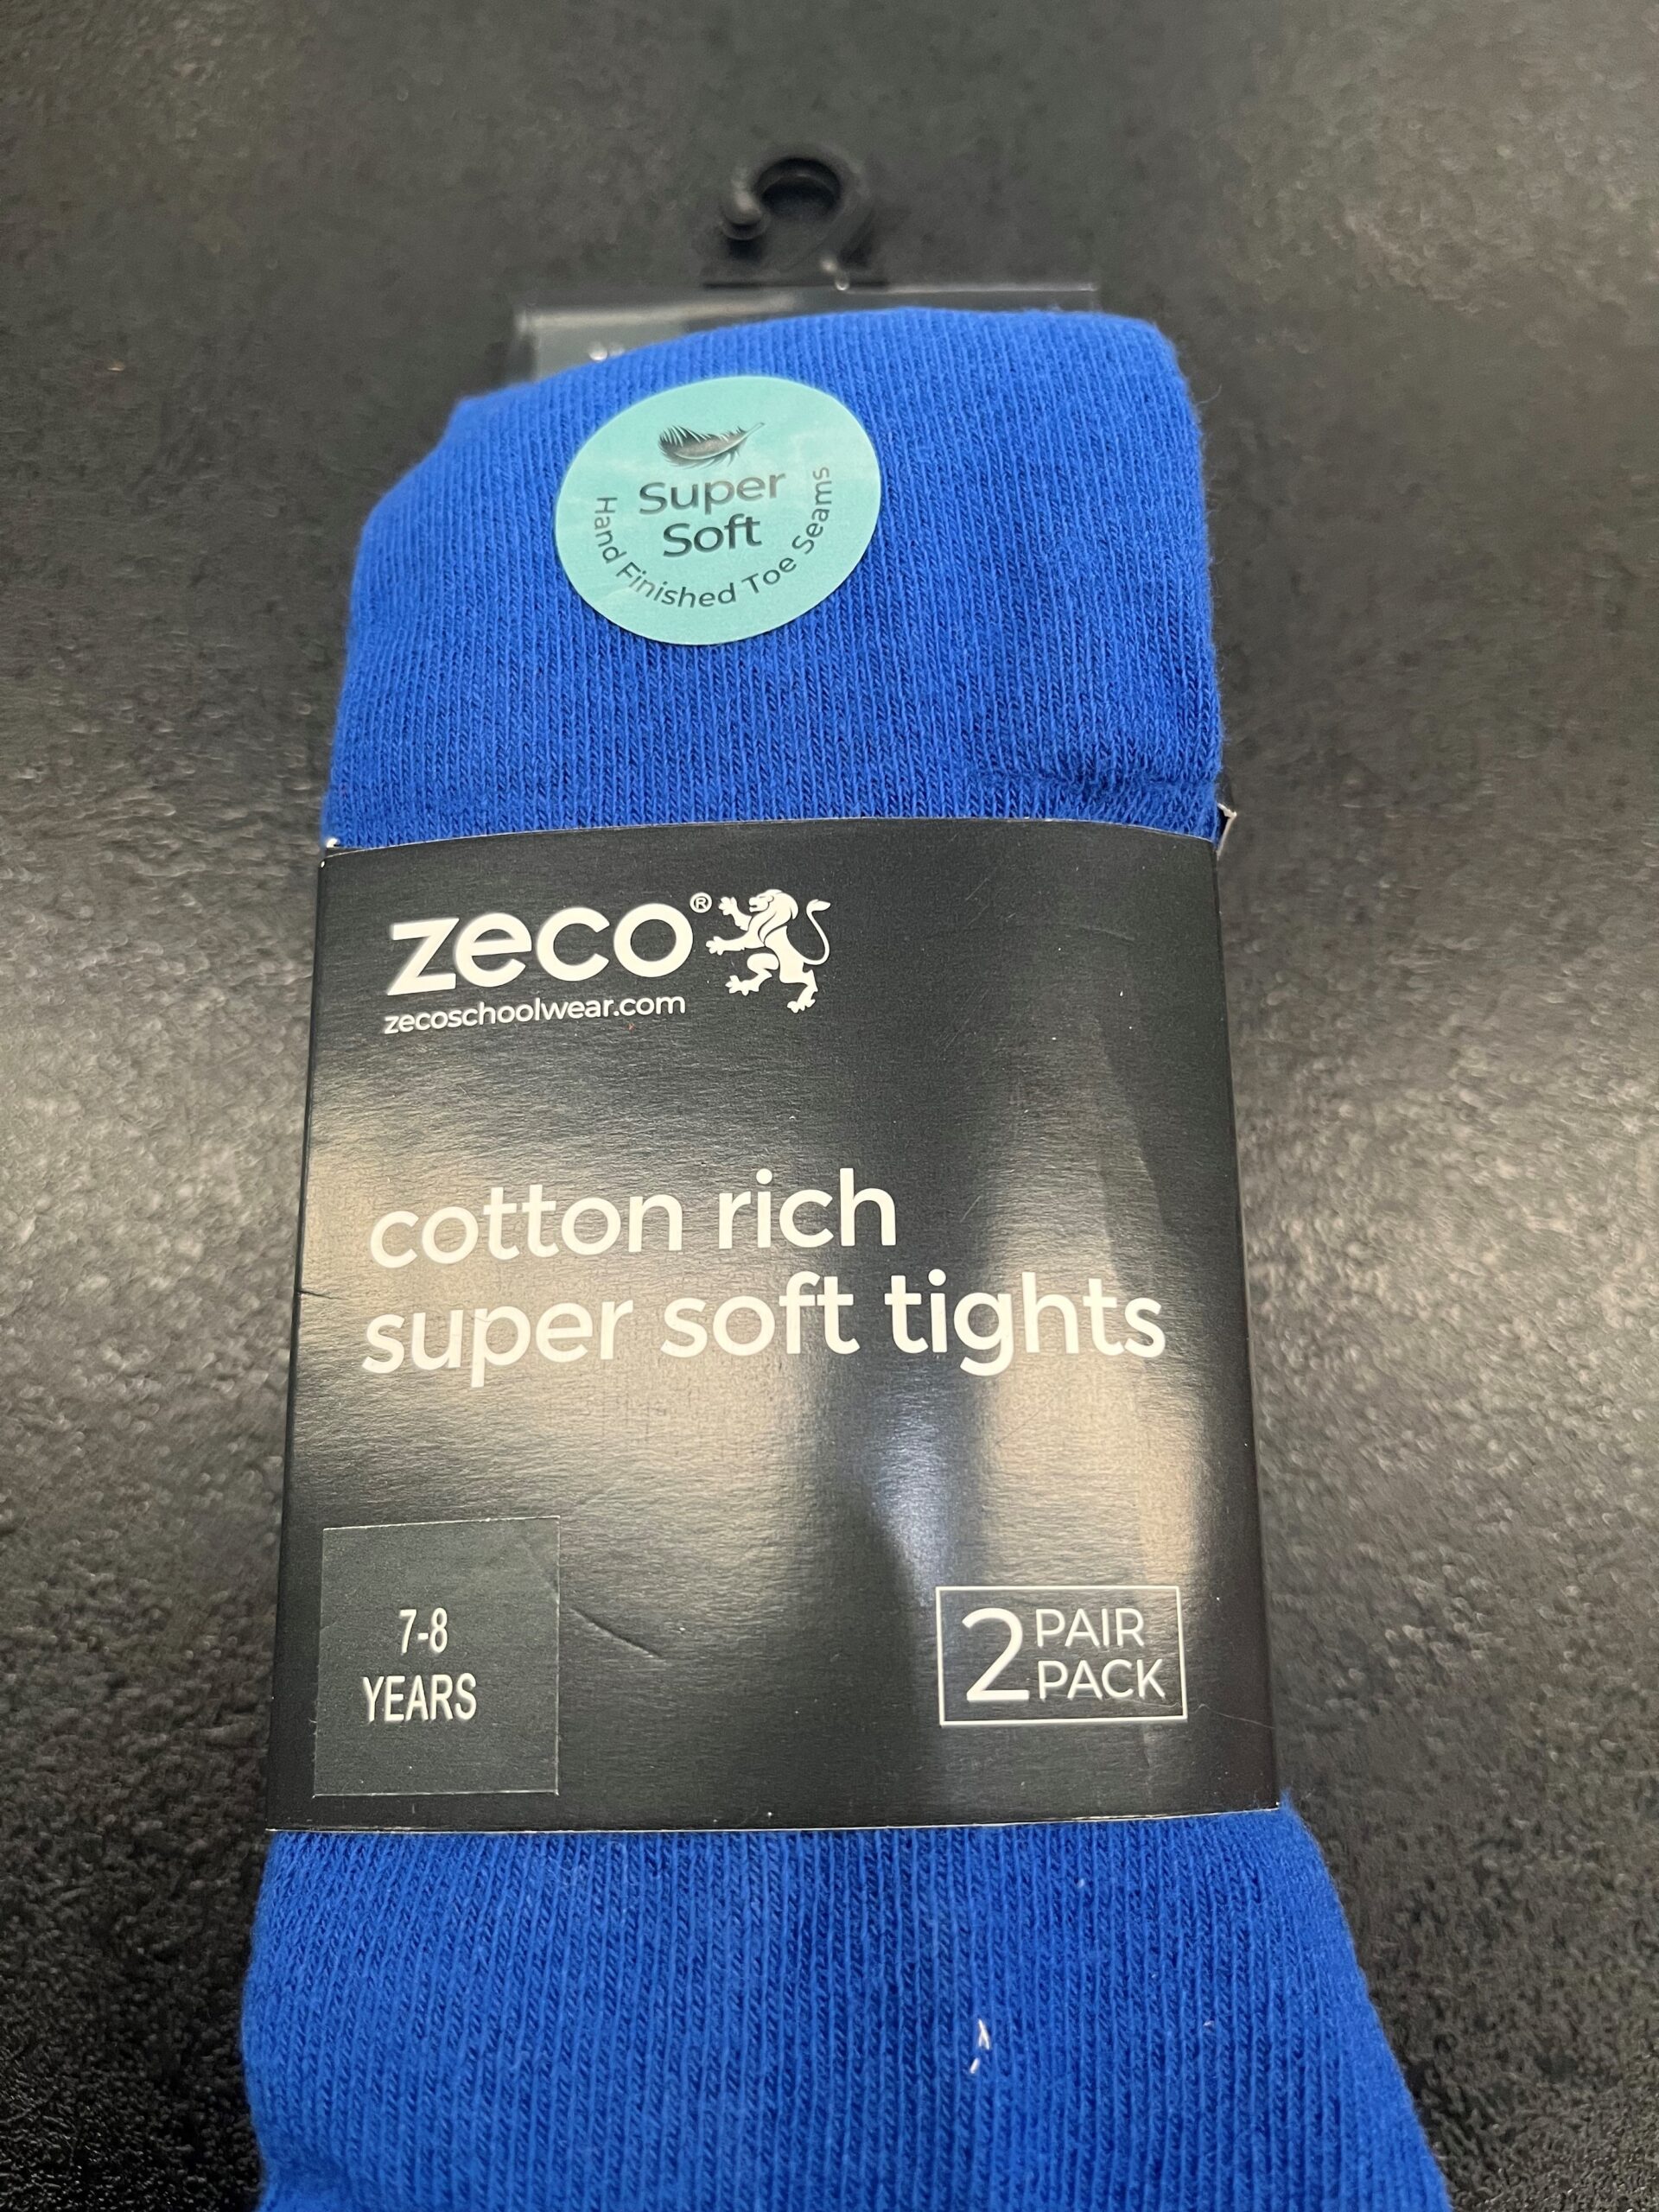 Super
Soft
Hand Finished Toe Seams
zeco®
zecoschoolwear.com
cotton rich
super soft tights
7-8
YEARS
2 PAIR
PACK